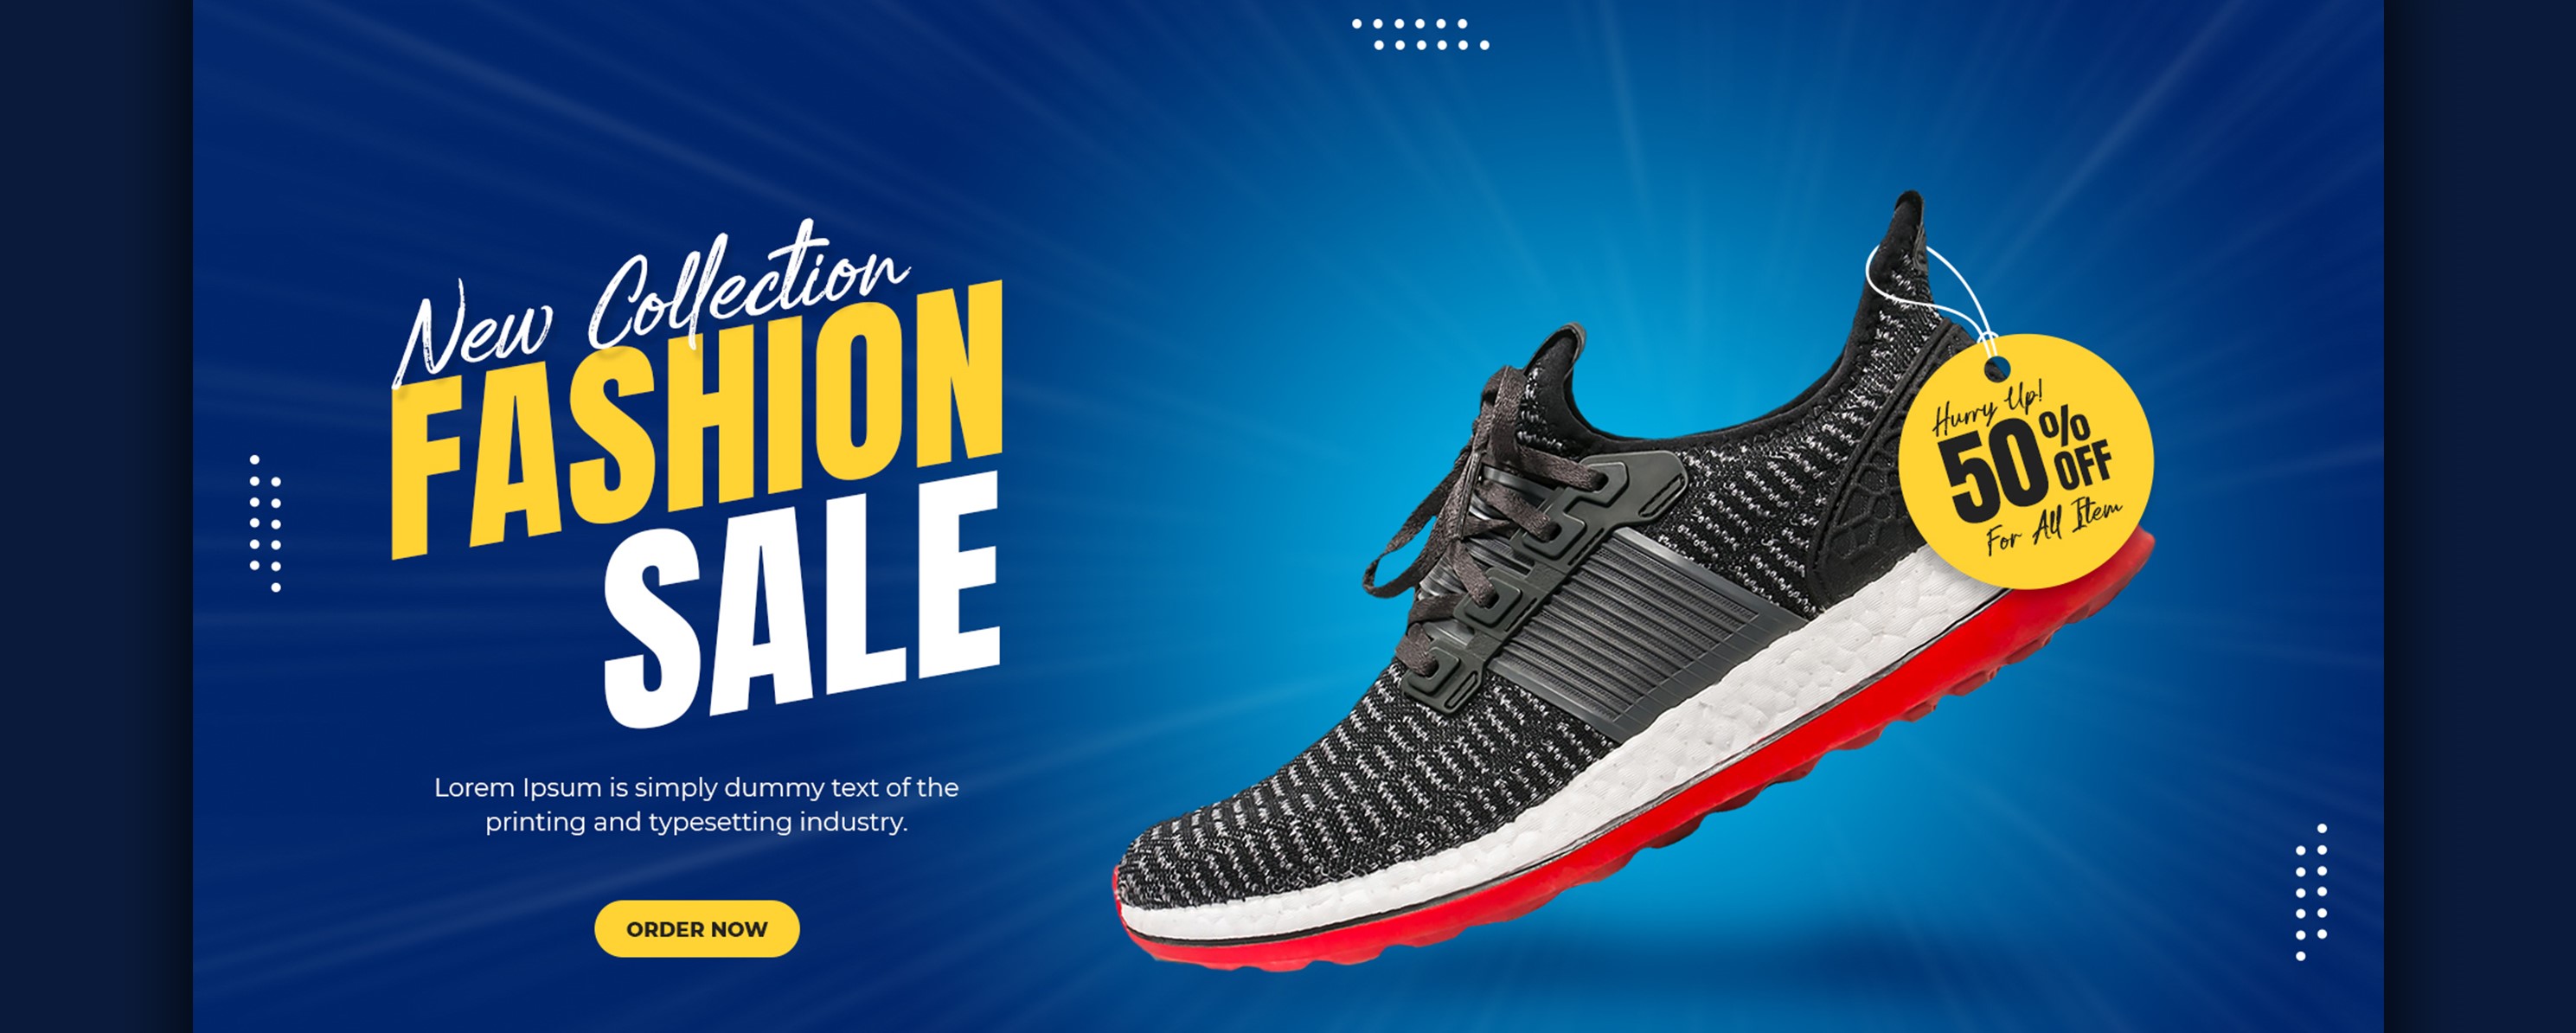 New Collection
FASHION
SALE
Lorem Ipsum is simply dummy text of the
printing and typesetting industry.
ORDER NOW
Hurry Up!
50% OFF
For All Item